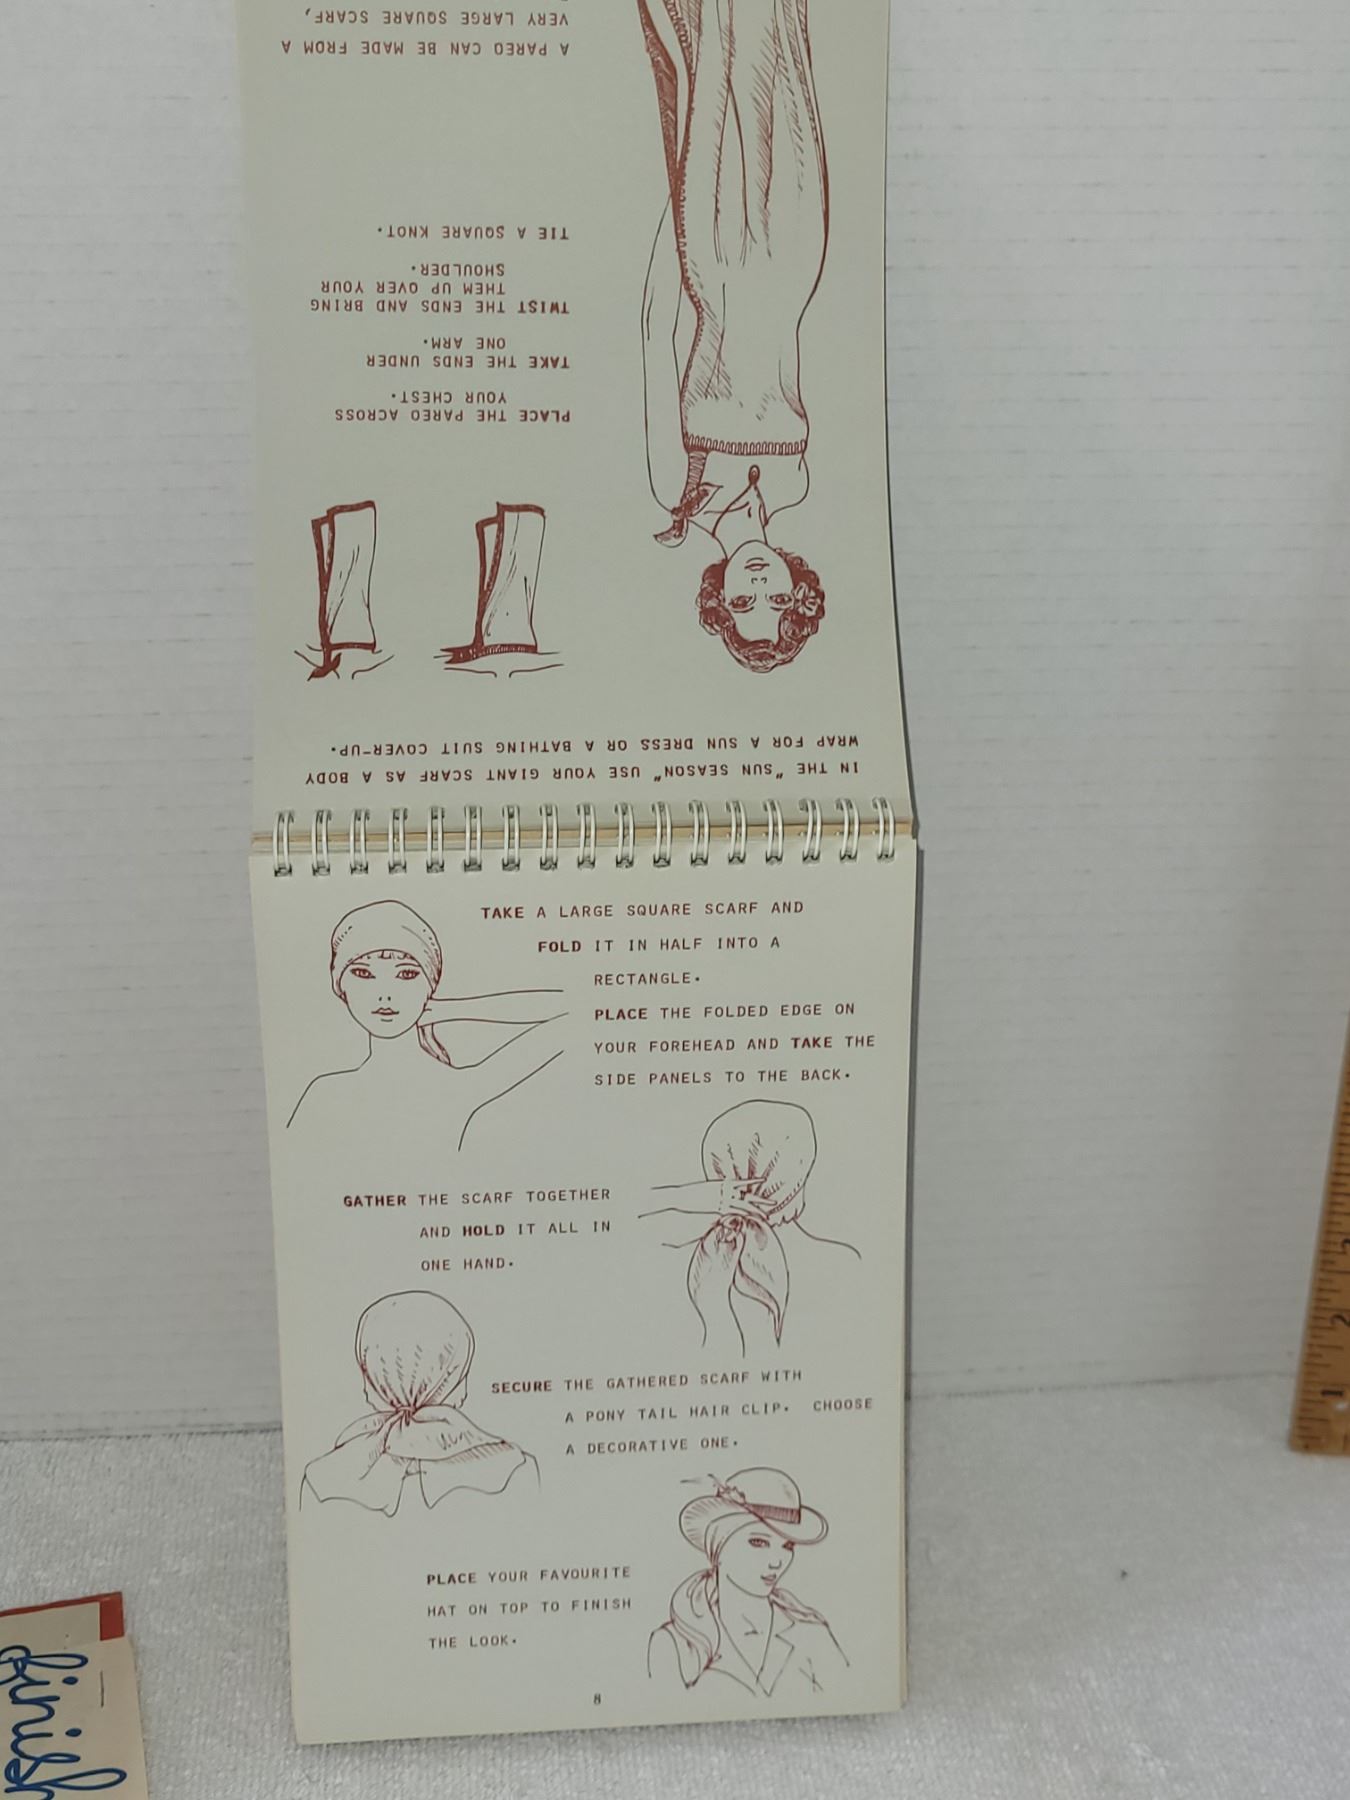 IN THE "SUN SEASON" USE YOUR GIANT SCARF AS A BODY
WRAP FOR A SUN DRESS OR A BATHING SUIT COVER-UP.
PLACE THE PAREO ACROSS
YOUR CHEST.
TAKE THE ENDS UNDER
ONE ARM.
TWIST THE ENDS AND BRING
THEM UP OVER YOUR
SHOULDER.
TIE A SQUARE KNOT.
A PAREO CAN BE MADE FROM A
VERY LARGE SQUARE SCARF,
TAKE A LARGE SQUARE SCARF AND
FOLD IT IN HALF INTO A
RECTANGLE.
PLACE THE FOLDED EDGE ON
YOUR FOREHEAD AND TAKE THE
SIDE PANELS TO THE BACK.
GATHER THE SCARF TOGETHER
AND HOLD IT ALL IN
ONE HAND.
SECURE THE GATHERED SCARF WITH
A PONY TAIL HAIR CLIP. CHOOSE
A DECORATIVE ONE.
PLACE YOUR FAVOURITE
HAT ON TOP TO FINISH
THE LOOK.
8
finish
1
2